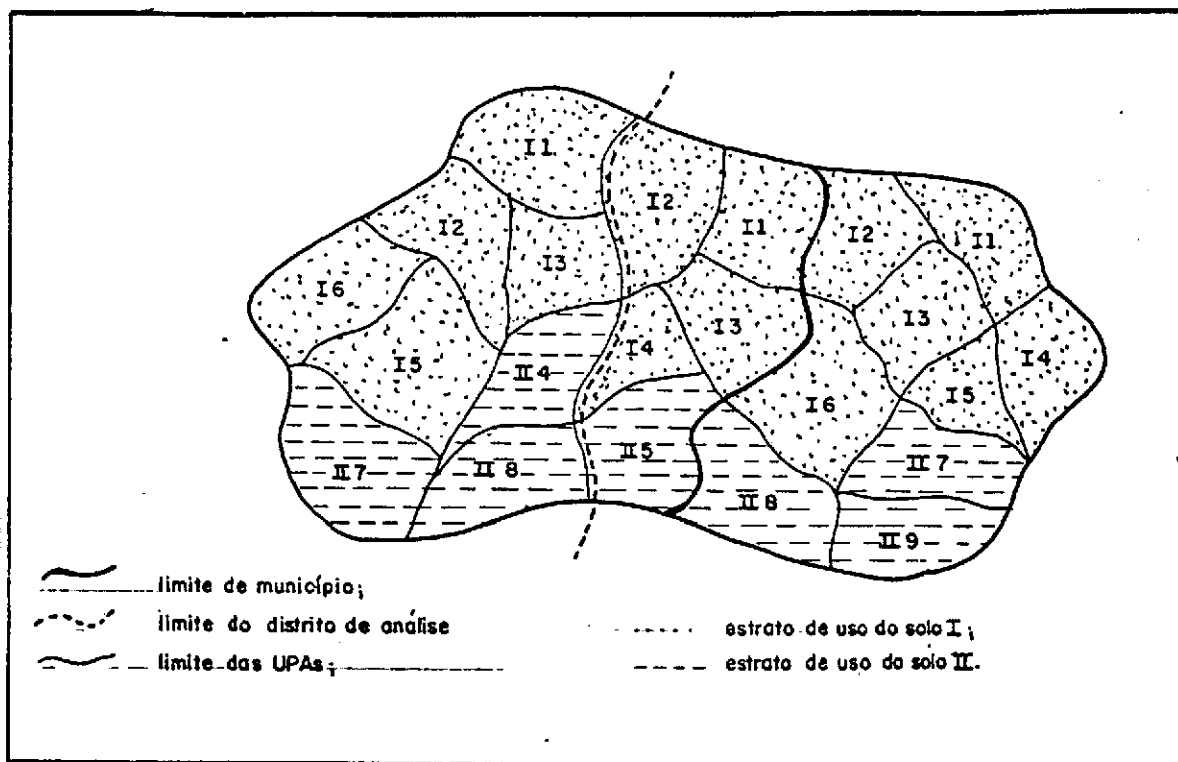 I1
I2
I1
I2
I1
I2
I3
I6
I3
I3
I4
I4
I5
II4
I5
I6
II5
II7
II7
II8
II8
II9
limite de município;
limite do distrito de análise
limite das UPAs;
estrato de uso do solo I;
estrato de uso do solo II.